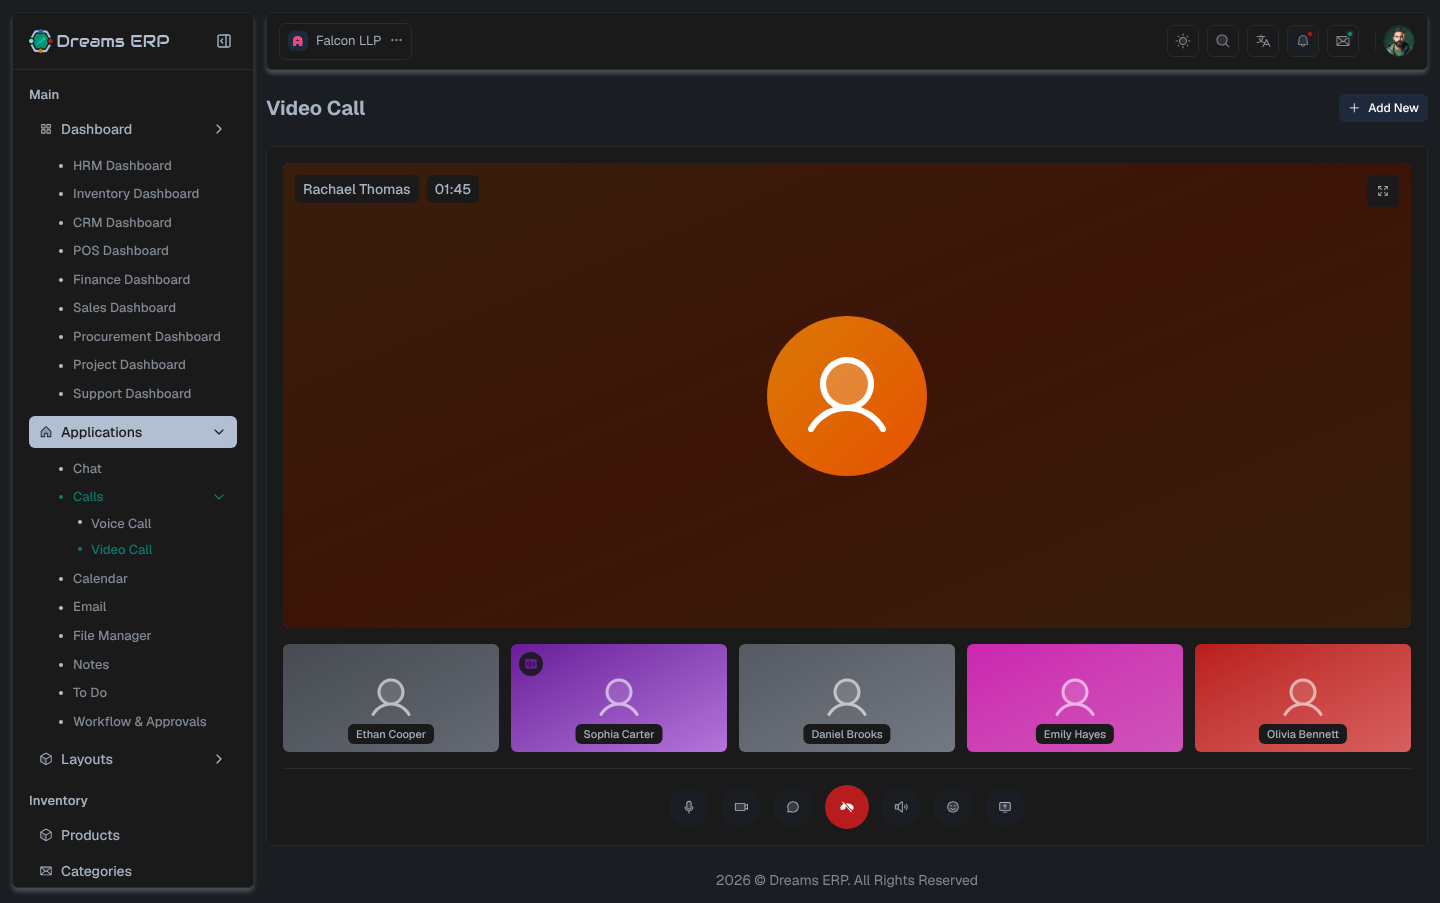 Dreams ERP
Falcon LLP
Main
Dashboard
HRM Dashboard
Inventory Dashboard
CRM Dashboard
POS Dashboard
Finance Dashboard
Sales Dashboard
Procurement Dashboard
Project Dashboard
Support Dashboard
Applications
Chat
Calls
Voice Call
Video Call
Calendar
Email
File Manager
Notes
To Do
Workflow & Approvals
Layouts
Inventory
Products
Categories
Video Call
Add New
Rachael Thomas
01:45
Ethan Cooper
Sophia Carter
Daniel Brooks
Emily Hayes
Olivia Bennett
2026 © Dreams ERP. All Rights Reserved